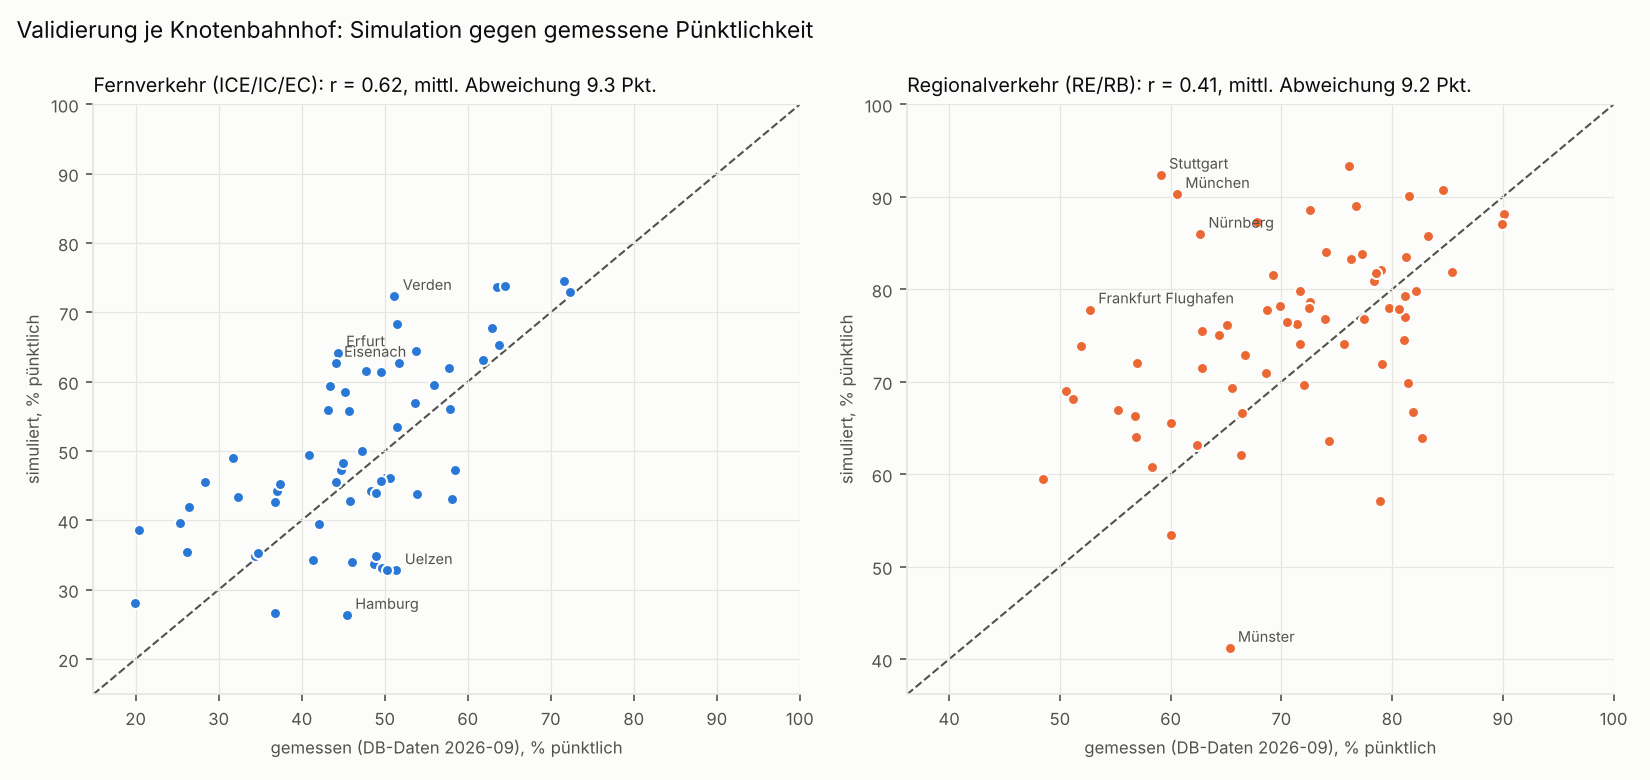 Validierung je Knotenbahnhof: Simulation gegen gemessene Pünktlichkeit
Fernverkehr (ICE/IC/EC): r = 0.62, mittl. Abweichung 9.3 Pkt.
100
90
80
70
60
50
40
30
20
simuliert, % pünktlich
Verden
Erfurt
Eisenach
Uelzen
Hamburg
20 30 40 50 60 70 80 90 100
gemessen (DB-Daten 2026-09), % pünktlich
Regionalverkehr (RE/RB): r = 0.41, mittl. Abweichung 9.2 Pkt.
100
90
80
70
60
50
40
simuliert, % pünktlich
Stuttgart
München
Nürnberg
Frankfurt Flughafen
Münster
40 50 60 70 80 90 100
gemessen (DB-Daten 2026-09), % pünktlich